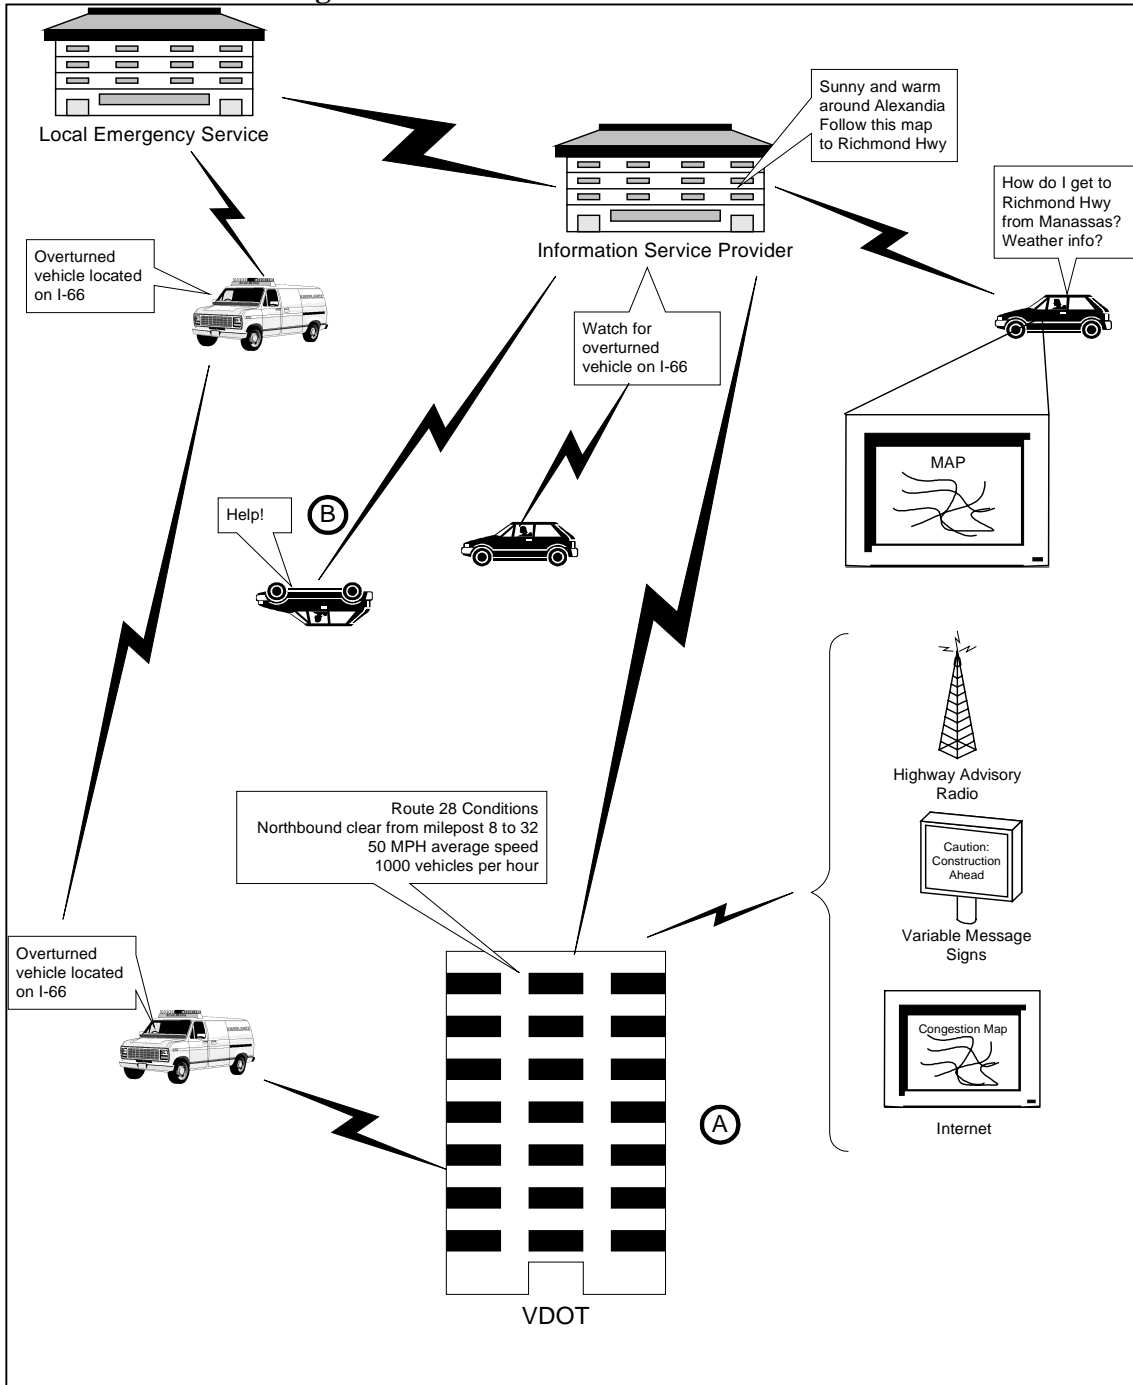 Local Emergency Service
Sunny and warm
around Alexandia
Follow this map
to Richmond Hwy
How do I get to
Richmond Hwy
from Manassas?
Weather info?
Information Service Provider
Overturned
vehicle located
on I-66
AMBULANCE
Watch for
overturned
vehicle on I-66
MAP
Help!
B
Highway Advisory
Radio
Route 28 Conditions
Northbound clear from milepost 8 to 32
50 MPH average speed
1000 vehicles per hour
Caution:
Construction
Ahead
Variable Message
Signs
Overturned
vehicle located
on I-66
AMBULANCE
Congestion Map
Internet
A
VDOT